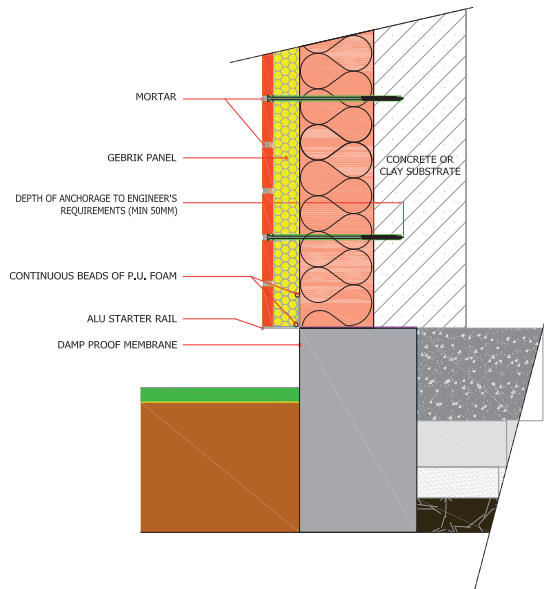 MORTAR
GEBRIK PANEL
CONCRETE OR
CLAY SUBSTRATE
DEPTH OF ANCHORAGE TO ENGINEER'S
REQUIREMENTS (MIN 50MM)
CONTINUOUS BEADS OF P.U. FOAM
ALU STARTER RAIL
DAMP PROOF MEMBRANE